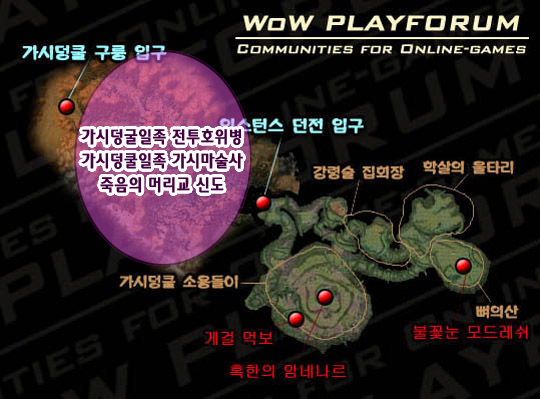 WoW PLAYFORUM
COMMUNITIES FOR ONLINE-GAMES
가시덩쿨 구릉 입구
가시덩굴일족 전투호위병
가시덩쿨일족 가시마술사
죽음의 머리교 신도
인스턴스 던전 입구
강령술 집회장
학살의 울타리
가시덩쿨 소용돌이
뼈의산
불꽃눈 모드레쉬
게걸 먹보
혹한의 암네나르